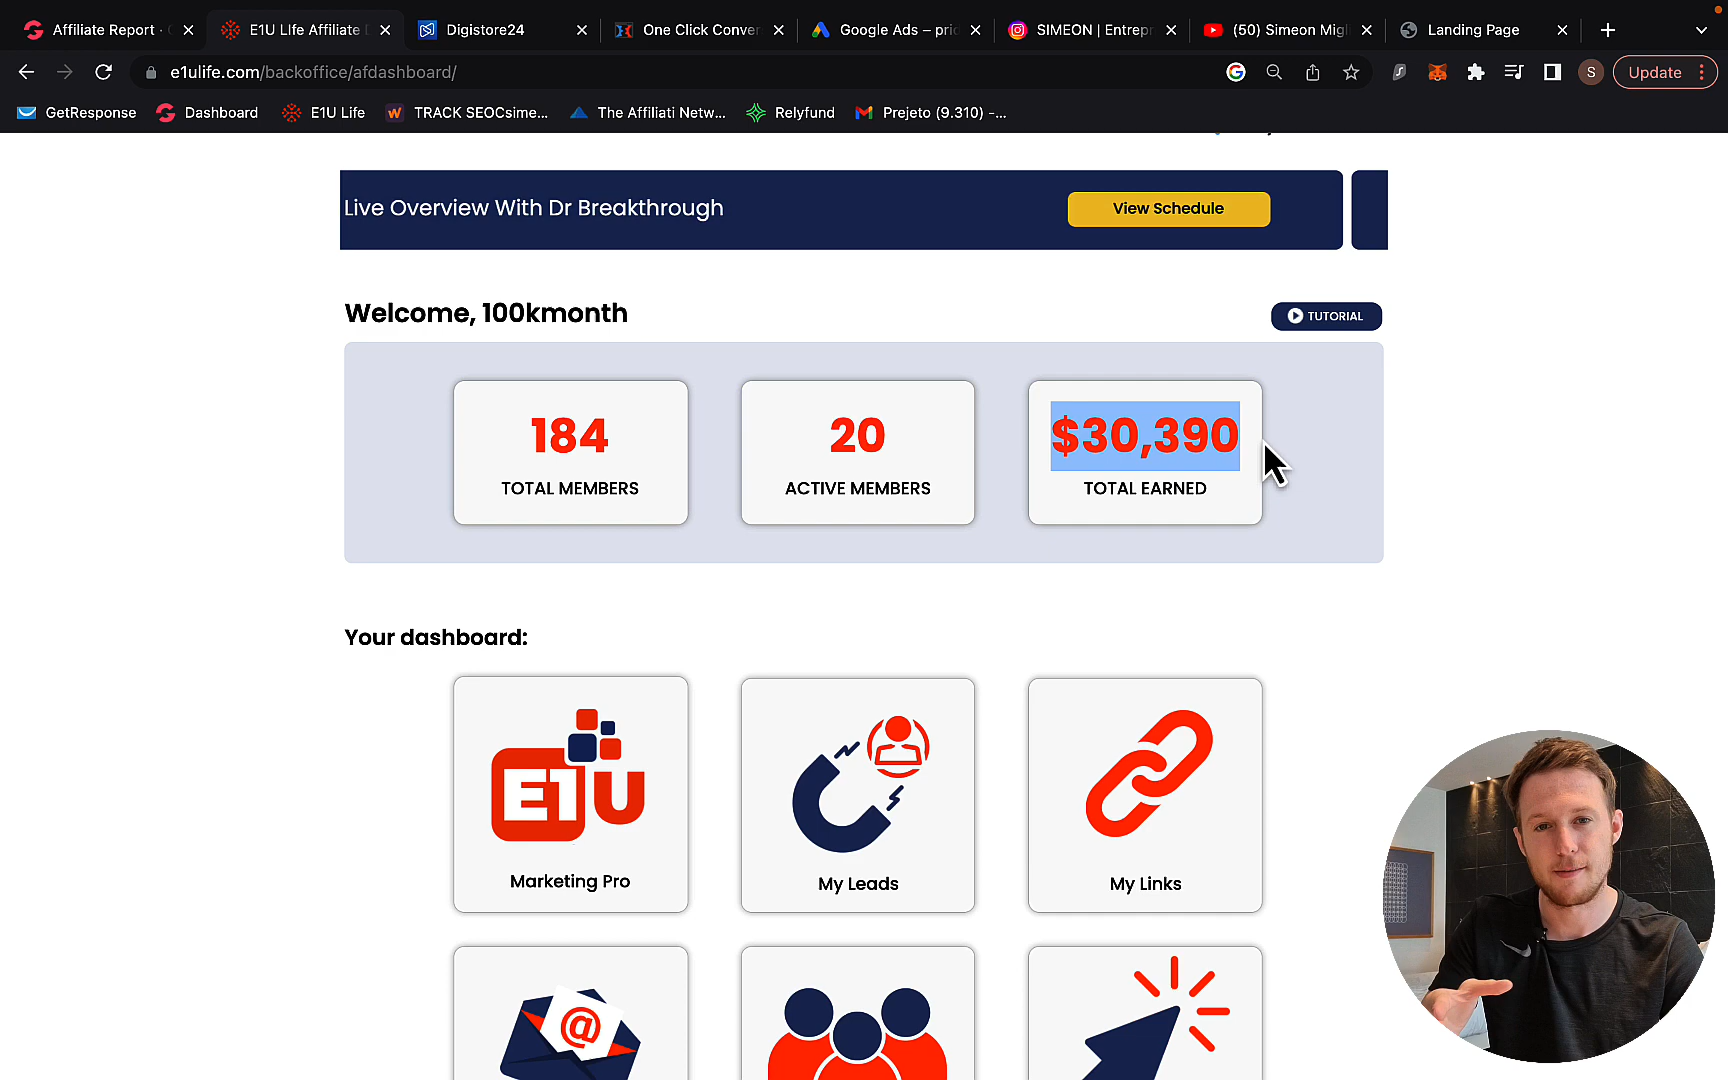 Affiliate Report ·
E1U LIfe Affiliate
Digistore24
One Click Conver
Google Ads – pric
SIMEON | Entrepr
(50) Simeon Migl
Landing Page
e1ulife.com/backoffice/afdashboard/
S
Update
GetResponse
Dashboard
E1U Life
TRACK SEOCsime...
The Affiliati Netw...
Relyfund
Prejeto (9.310) -...
Live Overview With Dr Breakthrough
View Schedule
Welcome, 100kmonth
TUTORIAL
184
TOTAL MEMBERS
20
ACTIVE MEMBERS
$30,390
TOTAL EARNED
Your dashboard:
E1U
Marketing Pro
My Leads
My Links
@